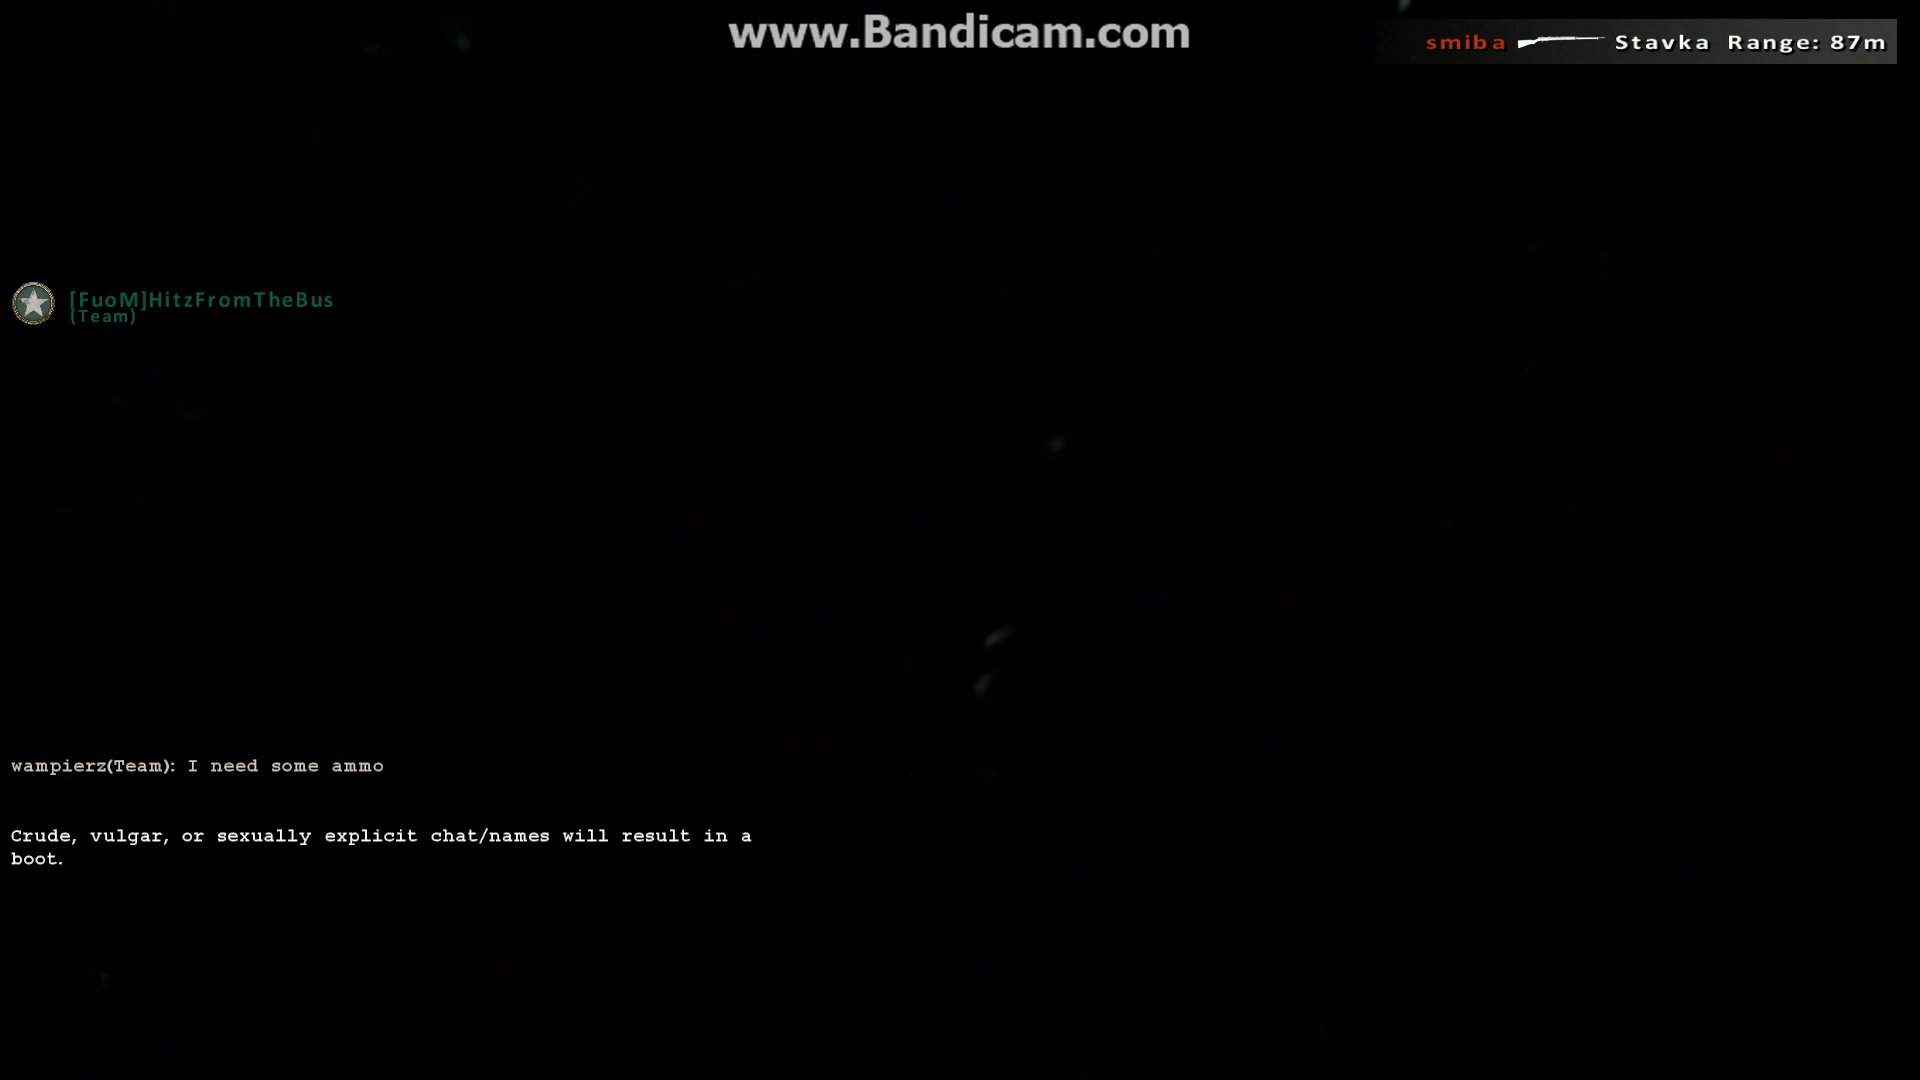 www.Bandicam.com
smiba Stavka Range: 87m
[FuoM]HitzFromTheBus
(Team)
wampierz(Team): I need some ammo
Crude, vulgar, or sexually explicit chat/names will result in a
boot.